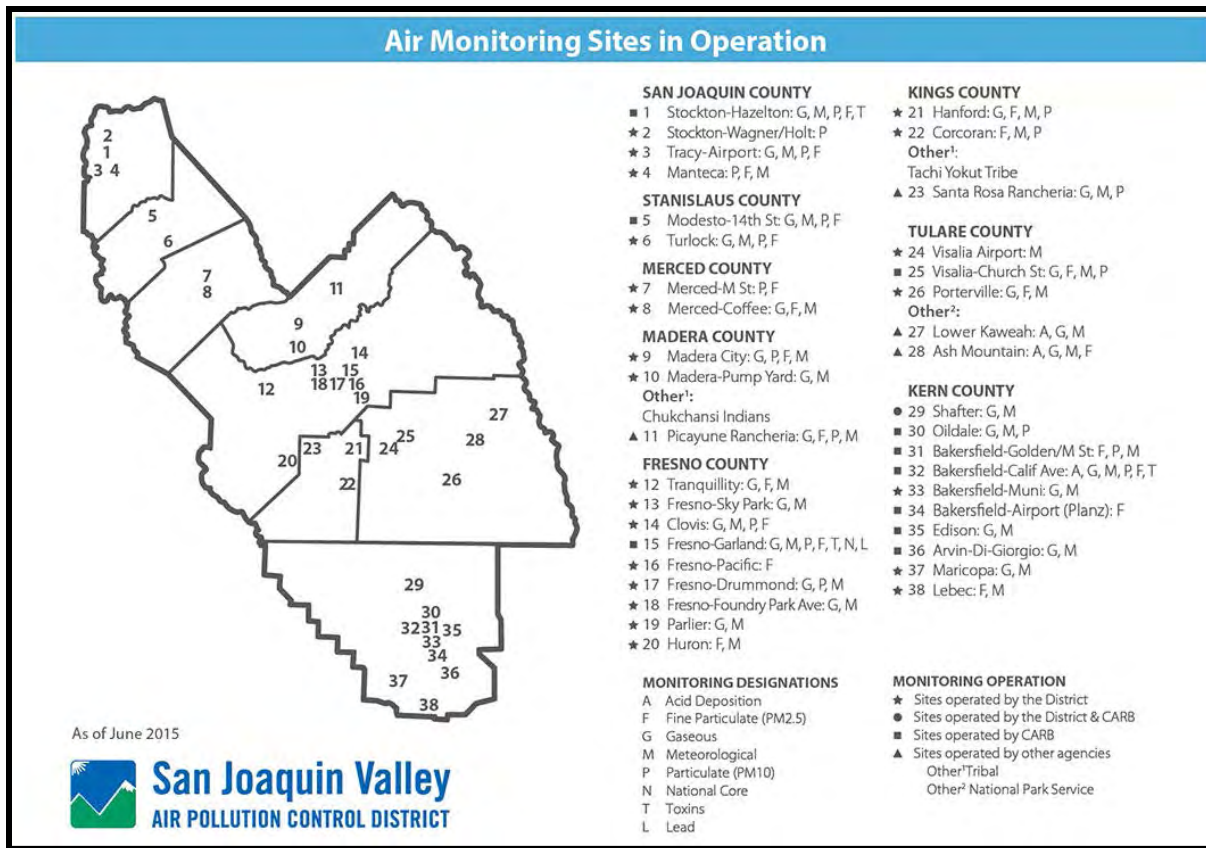 Air Monitoring Sites in Operation
2
1
3 4
5
6
7
8
11
9
10
14
13 15
12 18 17 16
19
27
25
28
20 23 21 24
22 26
29
30
32 31 35
33
34
37 36
38
As of June 2015
San Joaquin Valley
AIR POLLUTION CONTROL DISTRICT
SAN JOAQUIN COUNTY
■ 1 Stockton-Hazelton: G, M, P, F, T
★ 2 Stockton-Wagner/Holt: P
★ 3 Tracy-Airport: G, M, P, F
★ 4 Manteca: P, F, M
STANISLAUS COUNTY
■ 5 Modesto-14th St: G, M, P, F
★ 6 Turlock: G, M, P, F
MERCED COUNTY
★ 7 Merced-M St: P, F
★ 8 Merced-Coffee: G, F, M
MADERA COUNTY
★ 9 Madera City: G, P, F, M
★ 10 Madera-Pump Yard: G, M
Other¹:
Chukchansi Indians
▲ 11 Picayune Rancheria: G, F, P, M
FRESNO COUNTY
★ 12 Tranquillity: G, F, M
★ 13 Fresno-Sky Park: G, M
★ 14 Clovis: G, M, P, F
■ 15 Fresno-Garland: G, M, P, F, T, N, L
★ 16 Fresno-Pacific: F
★ 17 Fresno-Drummond: G, P, M
★ 18 Fresno-Foundry Park Ave: G, M
★ 19 Parlier: G, M
★ 20 Huron: F, M
MONITORING DESIGNATIONS
A Acid Deposition
F Fine Particulate (PM2.5)
G Gaseous
M Meteorological
P Particulate (PM10)
N National Core
T Toxins
L Lead
KINGS COUNTY
★ 21 Hanford: G, F, M, P
★ 22 Corcoran: F, M, P
Other¹:
Tachi Yokut Tribe
▲ 23 Santa Rosa Rancheria: G, M, P
TULARE COUNTY
★ 24 Visalia Airport: M
■ 25 Visalia-Church St: G, F, M, P
★ 26 Porterville: G, F, M
Other²:
▲ 27 Lower Kaweah: A, G, M
▲ 28 Ash Mountain: A, G, M, F
KERN COUNTY
● 29 Shafter: G, M
■ 30 Oildale: G, M, P
■ 31 Bakersfield-Golden/M St: F, P, M
■ 32 Bakersfield-Calif Ave: A, G, M, P, F, T
★ 33 Bakersfield-Muni: G, M
■ 34 Bakersfield-Airport (Planz): F
■ 35 Edison: G, M
■ 36 Arvin-Di-Giorgio: G, M
★ 37 Maricopa: G, M
★ 38 Lebec: F, M
MONITORING OPERATION
★ Sites operated by the District
● Sites operated by the District & CARB
■ Sites operated by CARB
▲ Sites operated by other agencies
Other¹Tribal
Other² National Park Service